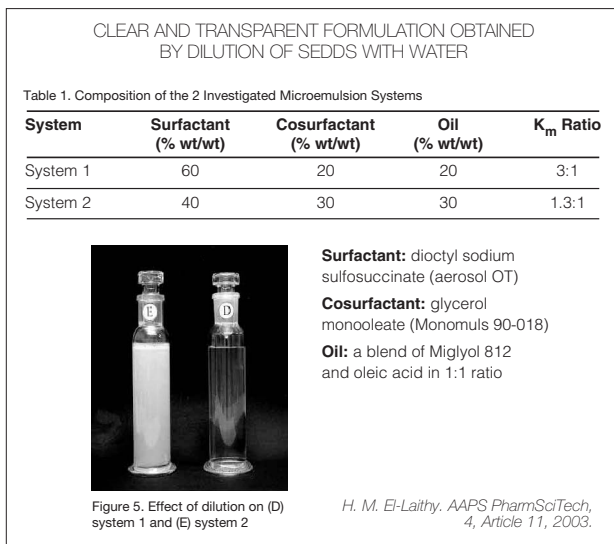 CLEAR AND TRANSPARENT FORMULATION OBTAINED
BY DILUTION OF SEDDS WITH WATER
Table 1. Composition of the 2 Investigated Microemulsion Systems
System Surfactant (% wt/wt) Cosurfactant (% wt/wt) Oil (% wt/wt) Km Ratio
System 1 60 20 20 3:1
System 2 40 30 30 1.3:1
E D
Surfactant: dioctyl sodium
sulfosuccinate (aerosol OT)
Cosurfactant: glycerol
monooleate (Monomuls 90-018)
Oil: a blend of Miglyol 812
and oleic acid in 1:1 ratio
Figure 5. Effect of dilution on (D)
system 1 and (E) system 2
H. M. El-Laithy. AAPS PharmSciTech,
4, Article 11, 2003.